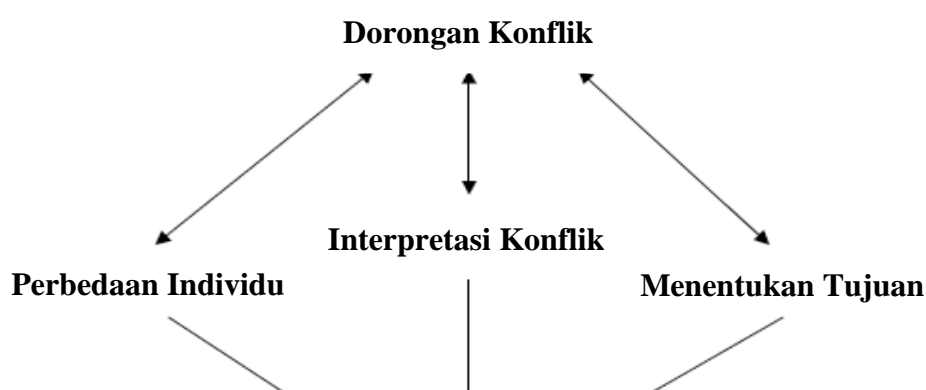 Dorongan Konflik
Interpretasi Konflik
Perbedaan Individu
Menentukan Tujuan